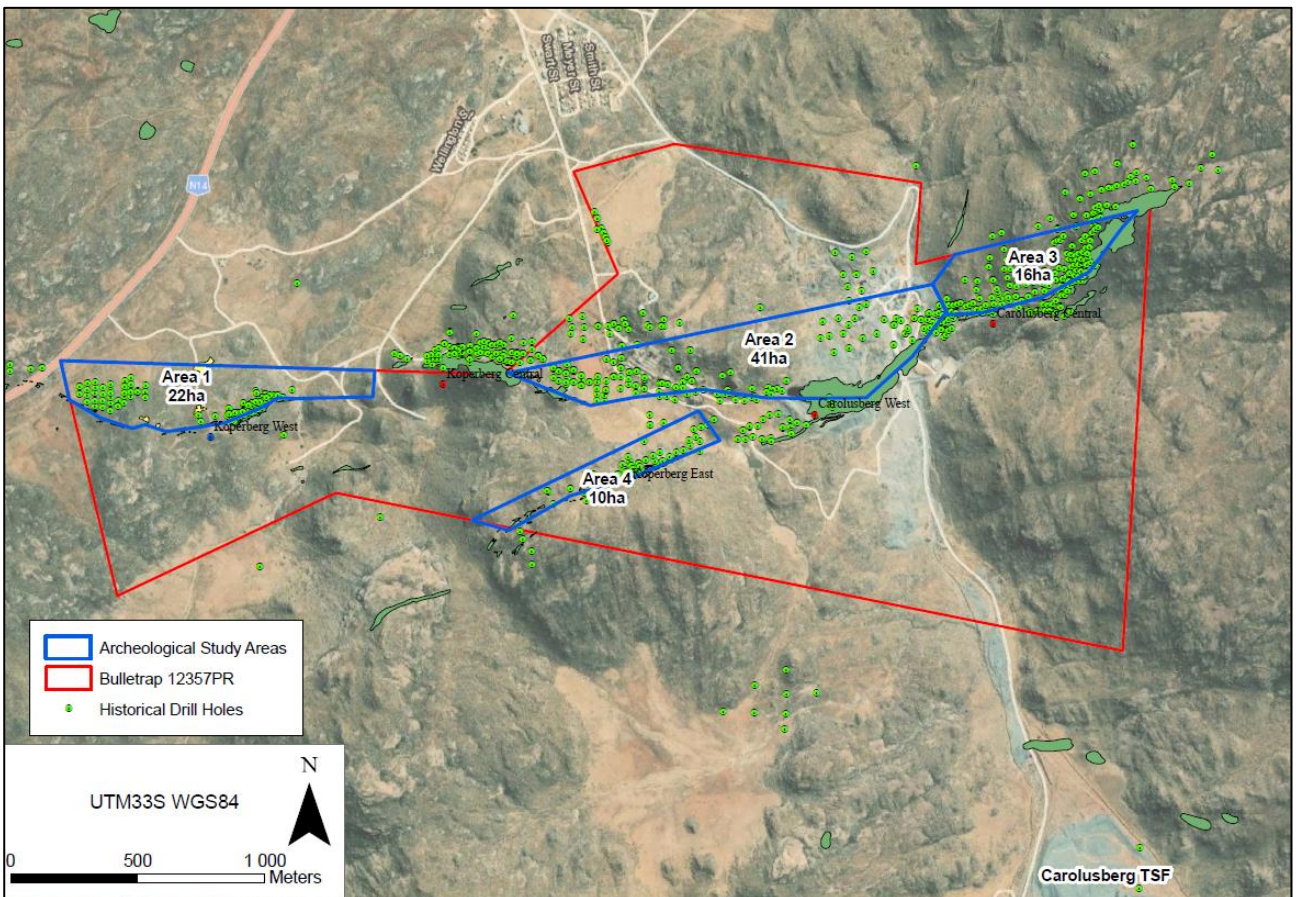 Swart St
Meyer St
Smith St
Wellington St
N14
Area 3
16ha
Carolusberg Central
Area 2
41ha
Area 1
22ha
Koperberg Central
Carolusberg West
Koperberg West
Koperberg East
Area 4
10ha
Archeological Study Areas
Bulletrap 12357PR
Historical Drill Holes
N
UTM33S WGS84
0 500 1 000
Meters
Carolusberg TSF